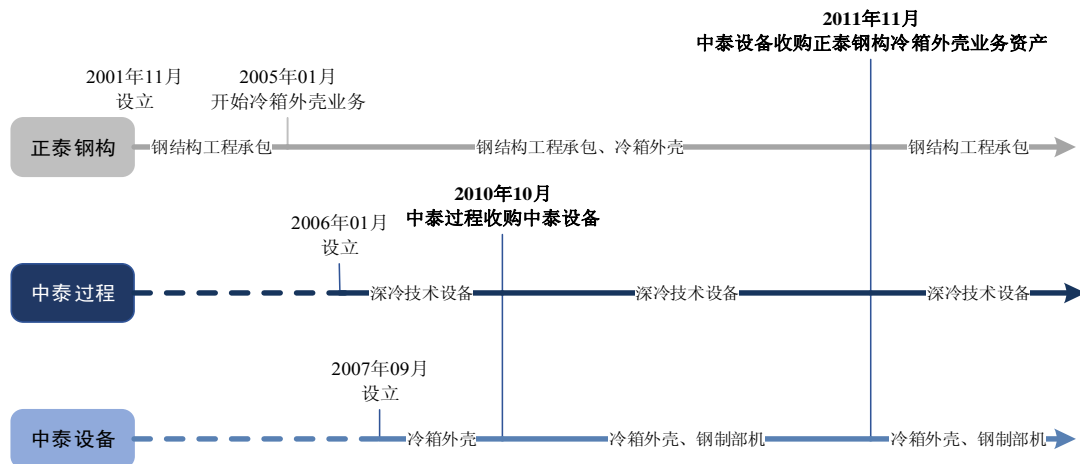 2011年11月
中泰设备收购正泰钢构冷箱外壳业务资产
2001年11月
设立
2005年01月
开始冷箱外壳业务
正泰钢构
钢结构工程承包
钢结构工程承包、冷箱外壳
钢结构工程承包
2010年10月
中泰过程收购中泰设备
2006年01月
设立
中泰过程
深冷技术设备
深冷技术设备
深冷技术设备
2007年09月
设立
中泰设备
冷箱外壳
冷箱外壳、钢制部机
冷箱外壳、钢制部机